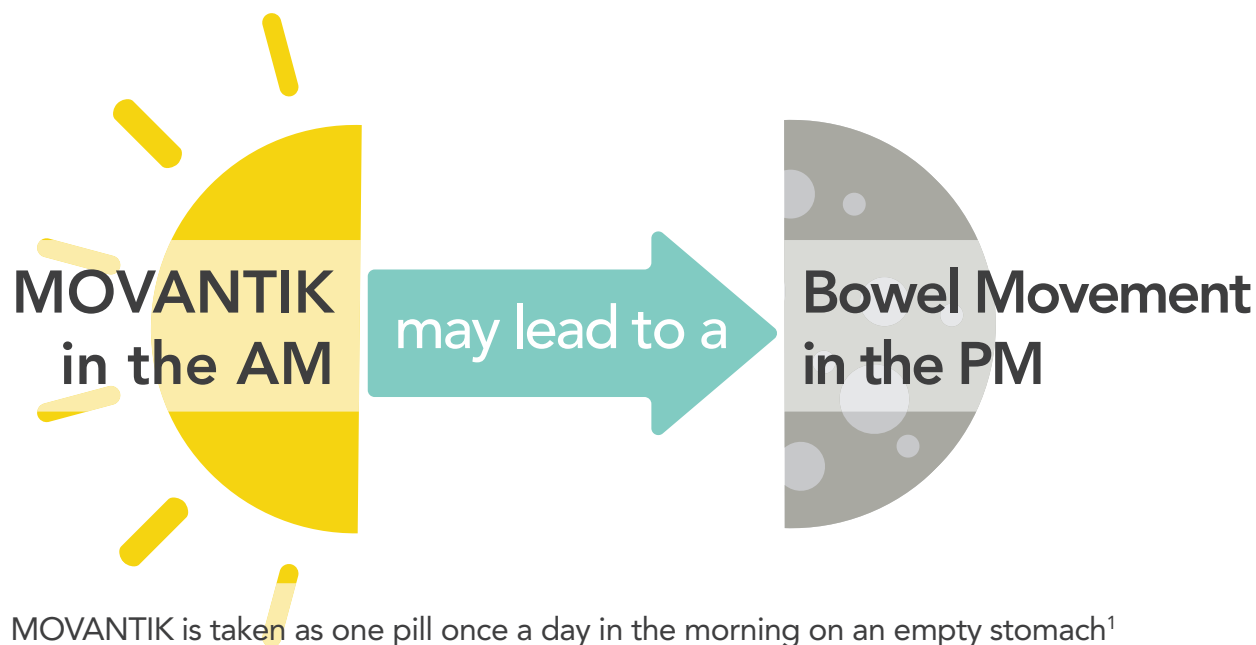 MOVANTIK
in the AM
may lead to a
Bowel Movement
in the PM
MOVANTIK is taken as one pill once a day in the morning on an empty stomach¹